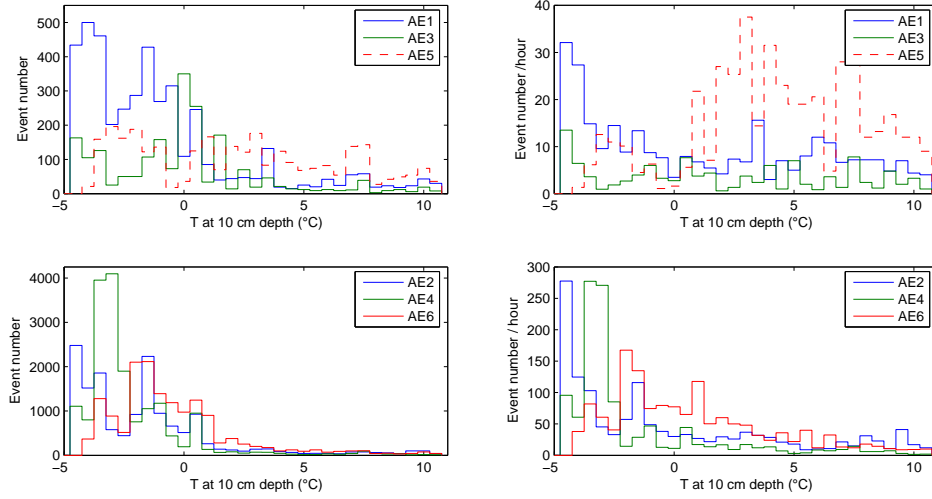 500
400
300
200
100
0
Event number
−5
0
5
10
T at 10 cm depth (°C)
AE1
AE3
AE5
40
30
20
10
0
Event number /hour
−5
0
5
10
T at 10 cm depth (°C)
AE1
AE3
AE5
4000
3000
2000
1000
0
Event number
−5
0
5
10
T at 10 cm depth (°C)
AE2
AE4
AE6
300
250
200
150
100
50
0
Event number / hour
−5
0
5
10
T at 10 cm depth (°C)
AE2
AE4
AE6